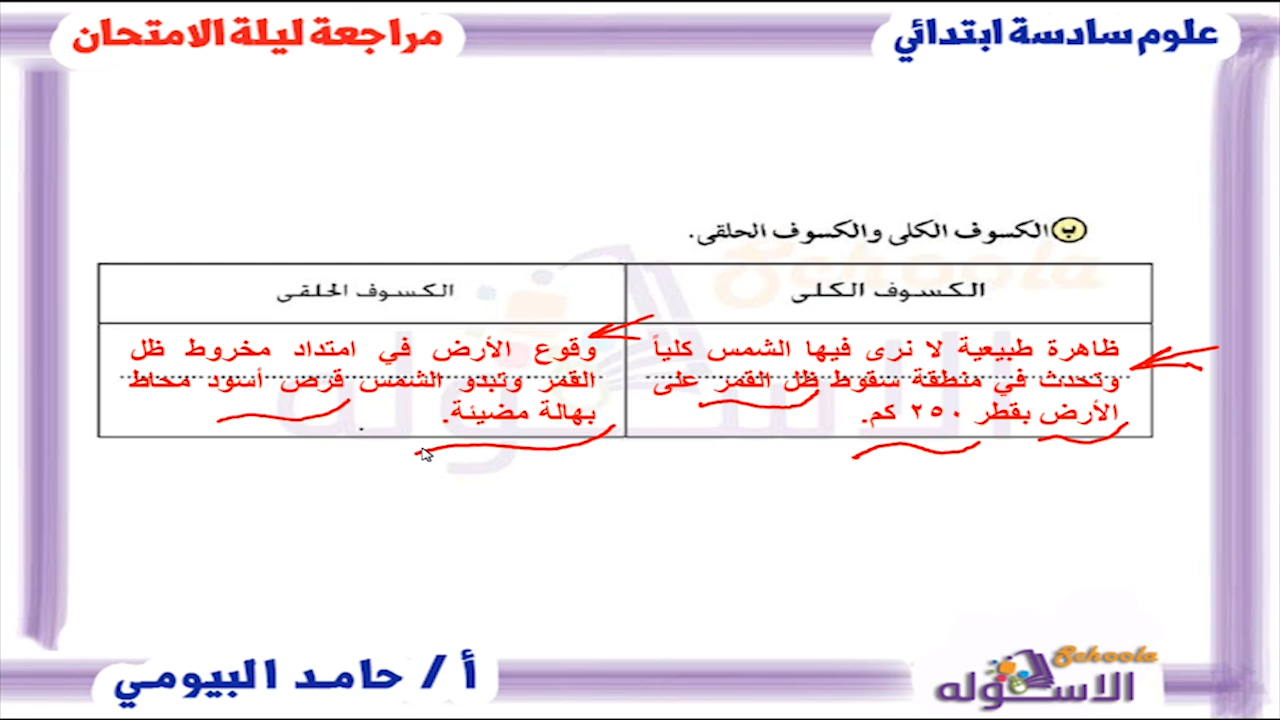 علوم سادسة ابتدائي
مراجعة ليلة الامتحان
ب الكسوف الكلى والكسوف الحلقى.
الكسوف الكلى
الكسوف الحلقى
ظاهرة طبيعية لا نرى فيها الشمس كلياً
وتحدث في منطقة سقوط ظل القمر على
الأرض بقطر ٢٥٠ كم.
وقوع الأرض في امتداد مخروط ظل
القمر وتبدو الشمس قرص أسود محاط
بهالة مضيئة.
Schoola
الاسكوله
أ / حامد البيومي
Schoola
الاسكوله